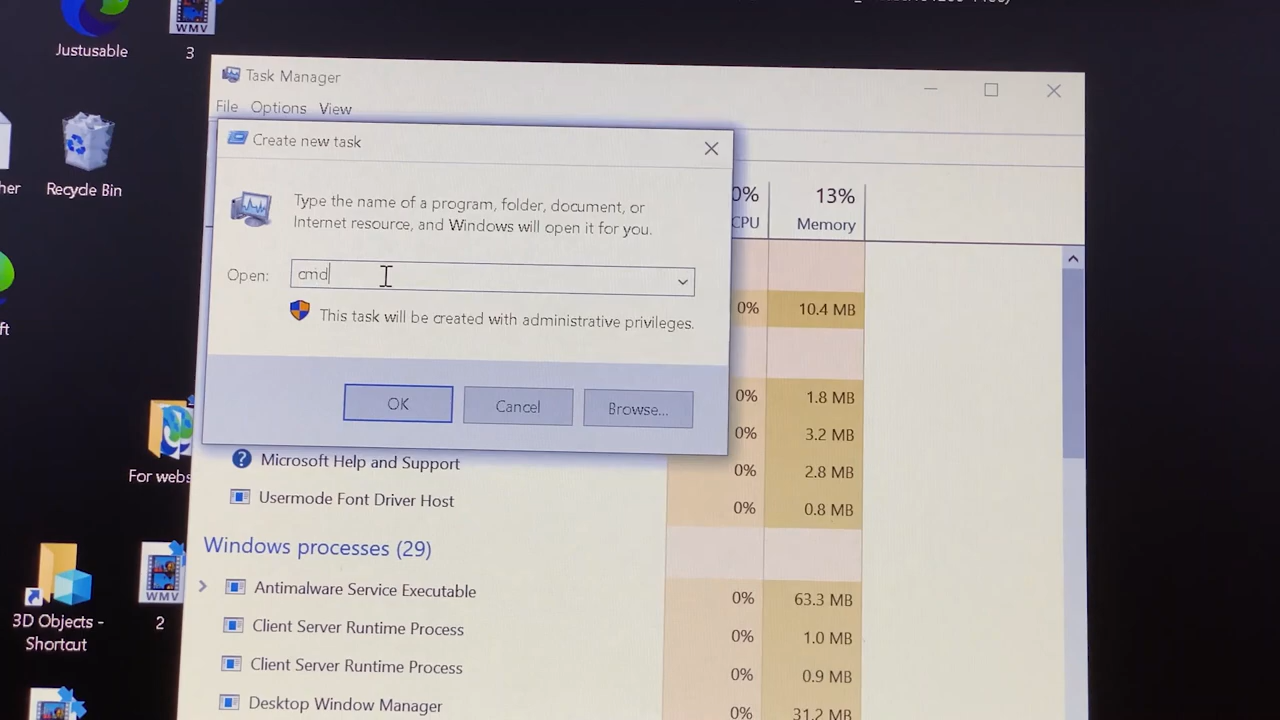 Justusable
3
Recycle Bin
For webs
3D Objects -
Shortcut
WMV
WMV
2
Task Manager
File Options View
Create new task
Type the name of a program, folder, document, or
Internet resource, and Windows will open it for you.
Open: cmd
This task will be created with administrative privileges.
OK Cancel Browse...
0% 13%
CPU Memory
0% 10.4 MB
0% 1.8 MB
0% 3.2 MB
Microsoft Help and Support 0% 2.8 MB
Usermode Font Driver Host 0% 0.8 MB
Windows processes (29)
Antimalware Service Executable 0% 63.3 MB
Client Server Runtime Process 0% 1.0 MB
Client Server Runtime Process 0% 0.9 MB
Desktop Window Manager 0% 31.2 MB